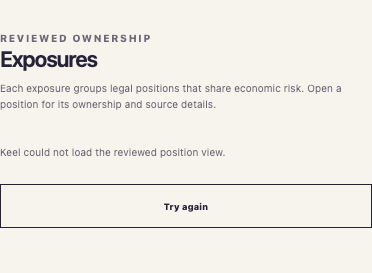 REVIEWED OWNERSHIP
Exposures
Each exposure groups legal positions that share economic risk. Open a
position for its ownership and source details.
Keel could not load the reviewed position view.
Try again